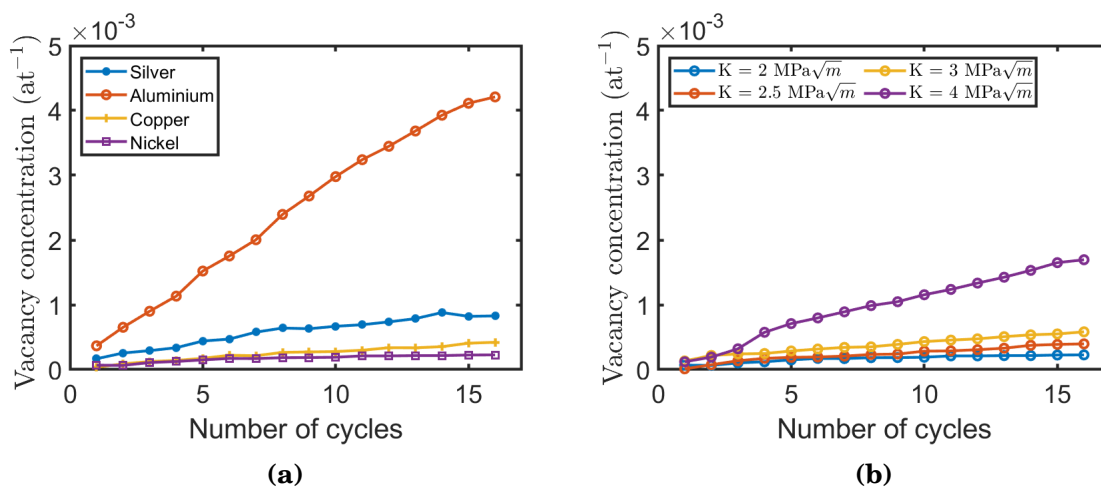 ×10⁻³
5
4
3
2
1
0
Vacancy concentration (at⁻¹)
Silver
Aluminium
Copper
Nickel
0 5 10 15
Number of cycles
(a)
×10⁻³
5
4
3
2
1
0
Vacancy concentration (at⁻¹)
K = 2 MPa√m K = 3 MPa√m
K = 2.5 MPa√m K = 4 MPa√m
0 5 10 15
Number of cycles
(b)